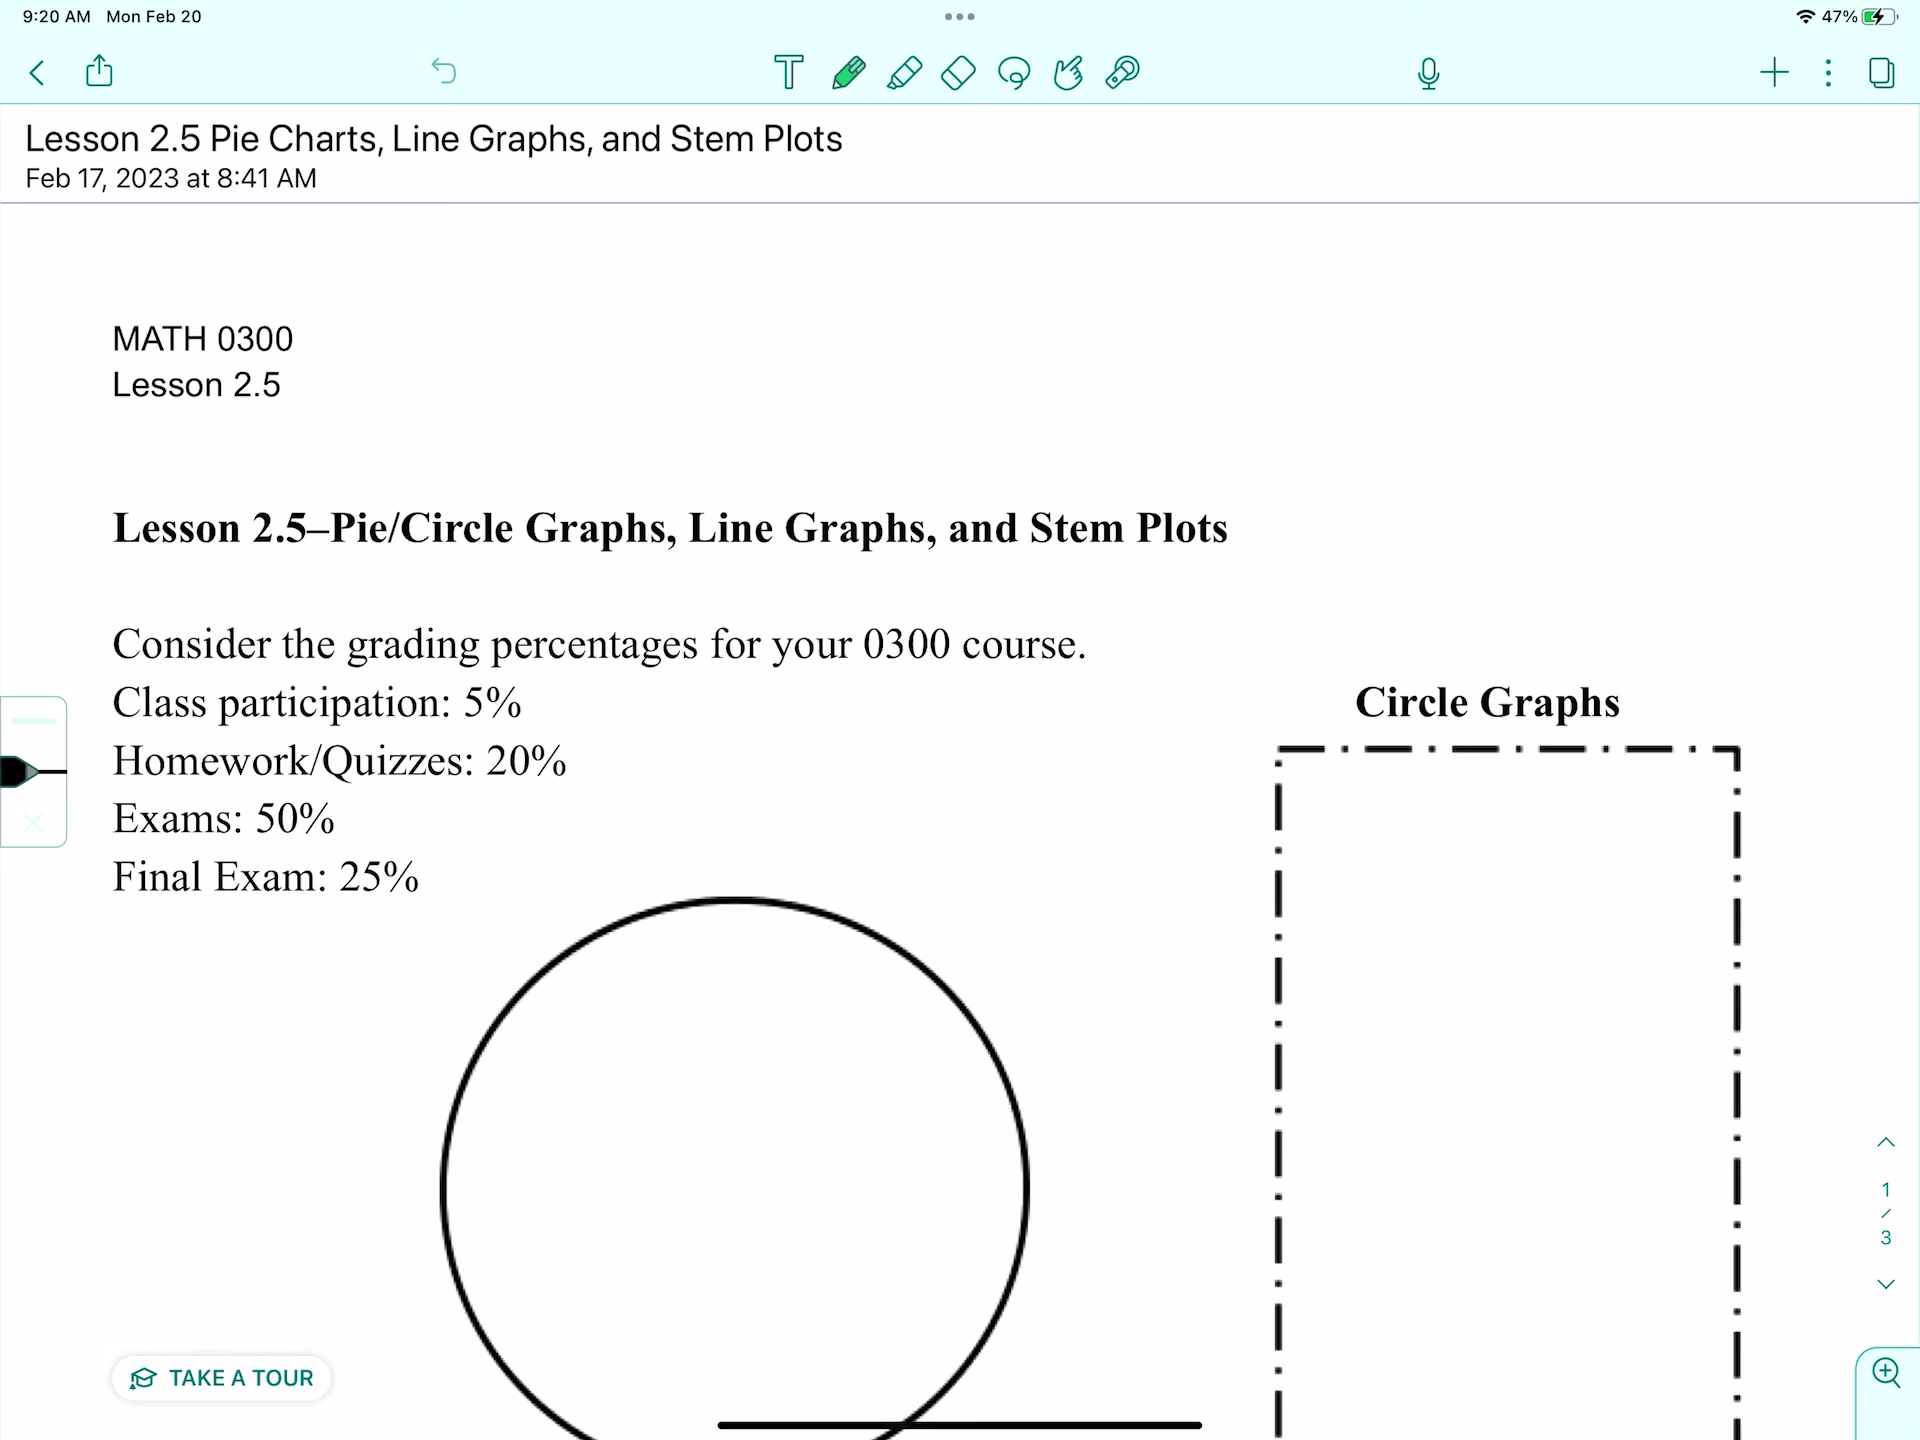 9:20 AM Mon Feb 20
47%
Lesson 2.5 Pie Charts, Line Graphs, and Stem Plots
Feb 17, 2023 at 8:41 AM
MATH 0300
Lesson 2.5
Lesson 2.5–Pie/Circle Graphs, Line Graphs, and Stem Plots
Consider the grading percentages for your 0300 course.
Class participation: 5%
Homework/Quizzes: 20%
Exams: 50%
Final Exam: 25%
Circle Graphs
1
/
3
TAKE A TOUR